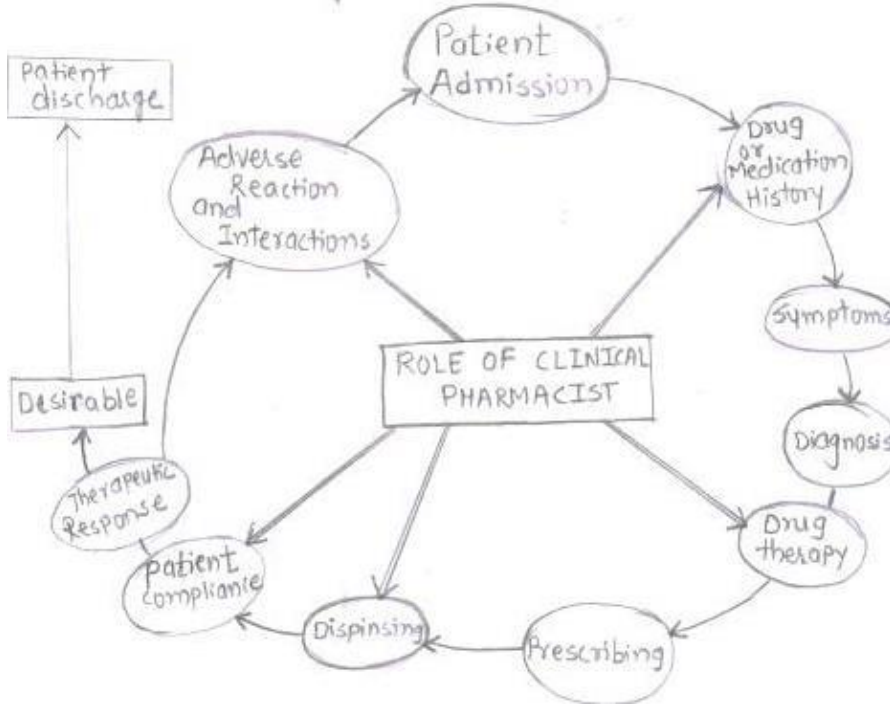 Patient
Admission
Patient
discharge
Drug
or
Medication
History
Adverse
Reaction
and
Interactions
Symptoms
ROLE OF CLINICAL
PHARMACIST
Desirable
Diagnosis
Therapeutic
Response
Drug
therapy
Patient
compliance
Dispinsing
Prescribing